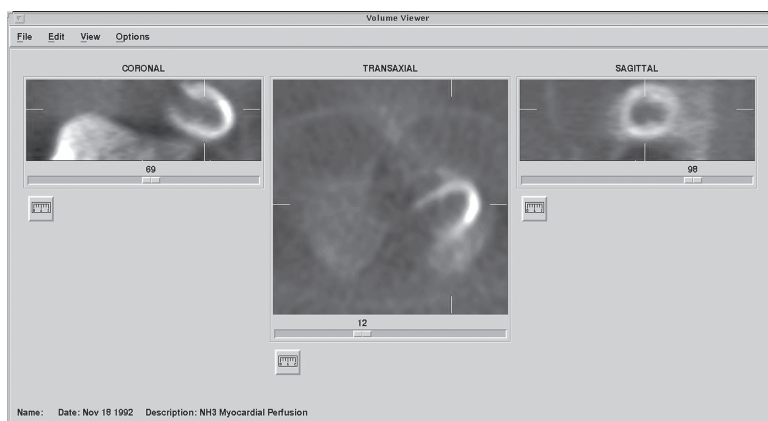 Volume Viewer
File Edit View Options
CORONAL
TRANSAXIAL
SAGITTAL
69
98
12
Name: Date: Nov 18 1992 Description: NH3 Myocardial Perfusion